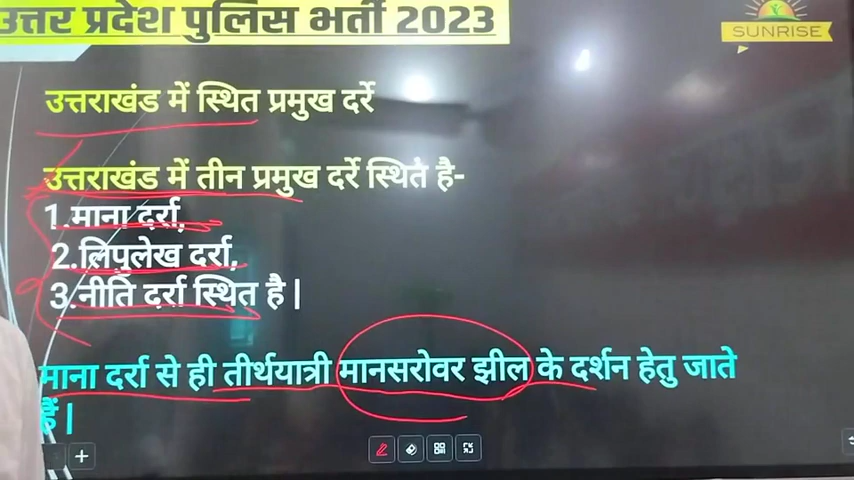 उत्तर प्रदेश पुलिस भर्ती 2023
SUNRISE
उत्तराखंड में स्थित प्रमुख दर्रे
उत्तराखंड में तीन प्रमुख दर्रे स्थित है-
1.माना दर्रा,
2.लिपुलेख दर्रा,
3.नीति दर्रा स्थित है |
माना दर्रा से ही तीर्थयात्री मानसरोवर झील के दर्शन हेतु जाते
हैं |